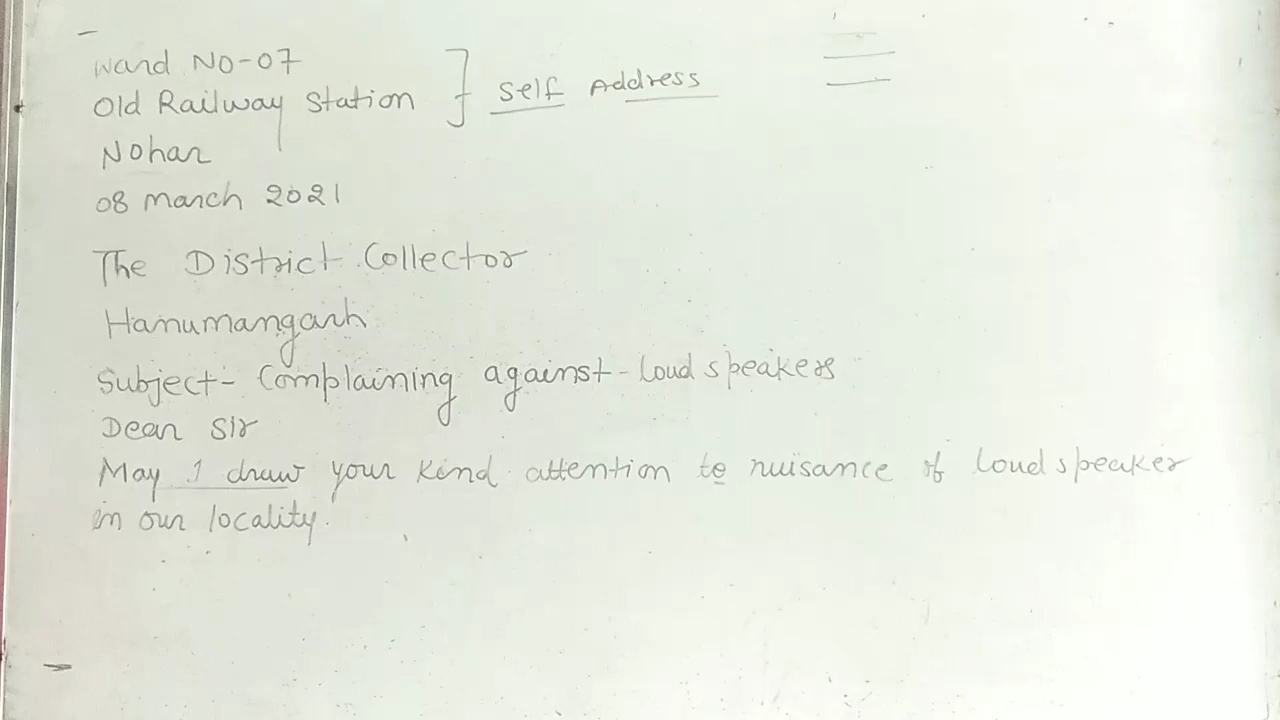 Ward No-07
Old Railway Station } Self Address
Nohar
08 March 2021
The District Collector
Hanumangarh
Subject- Complaining against loud speakers
Dear Sir
May I draw your kind attention to nuisance of loud speaker
in our locality.